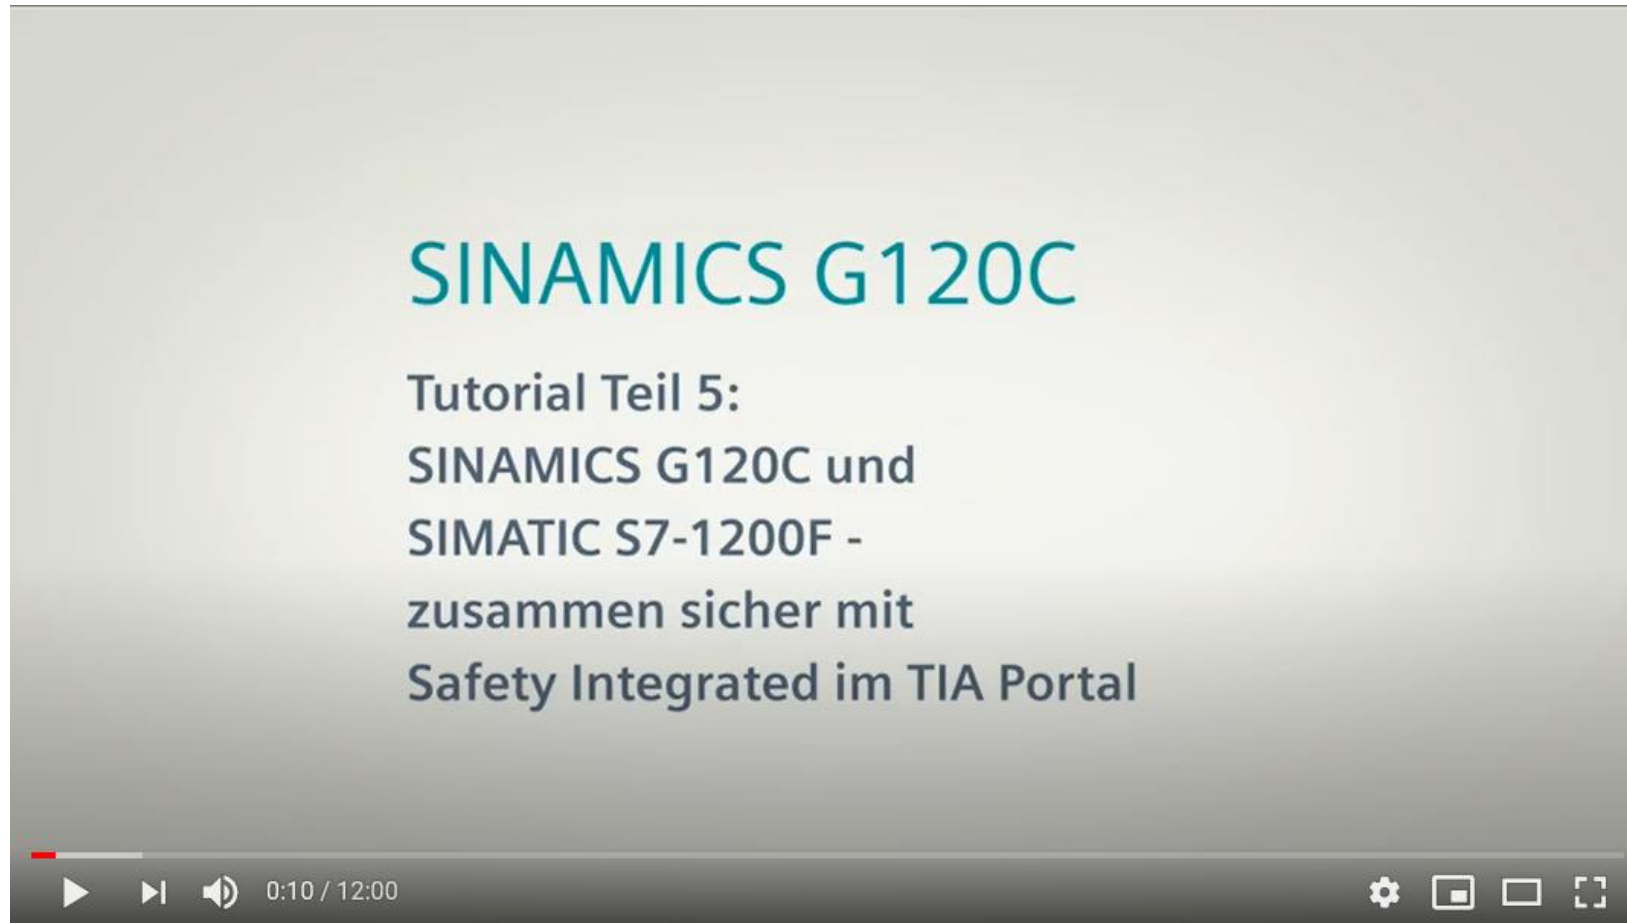 SINAMICS G120C
Tutorial Teil 5:
SINAMICS G120C und
SIMATIC S7-1200F -
zusammen sicher mit
Safety Integrated im TIA Portal
0:10 / 12:00